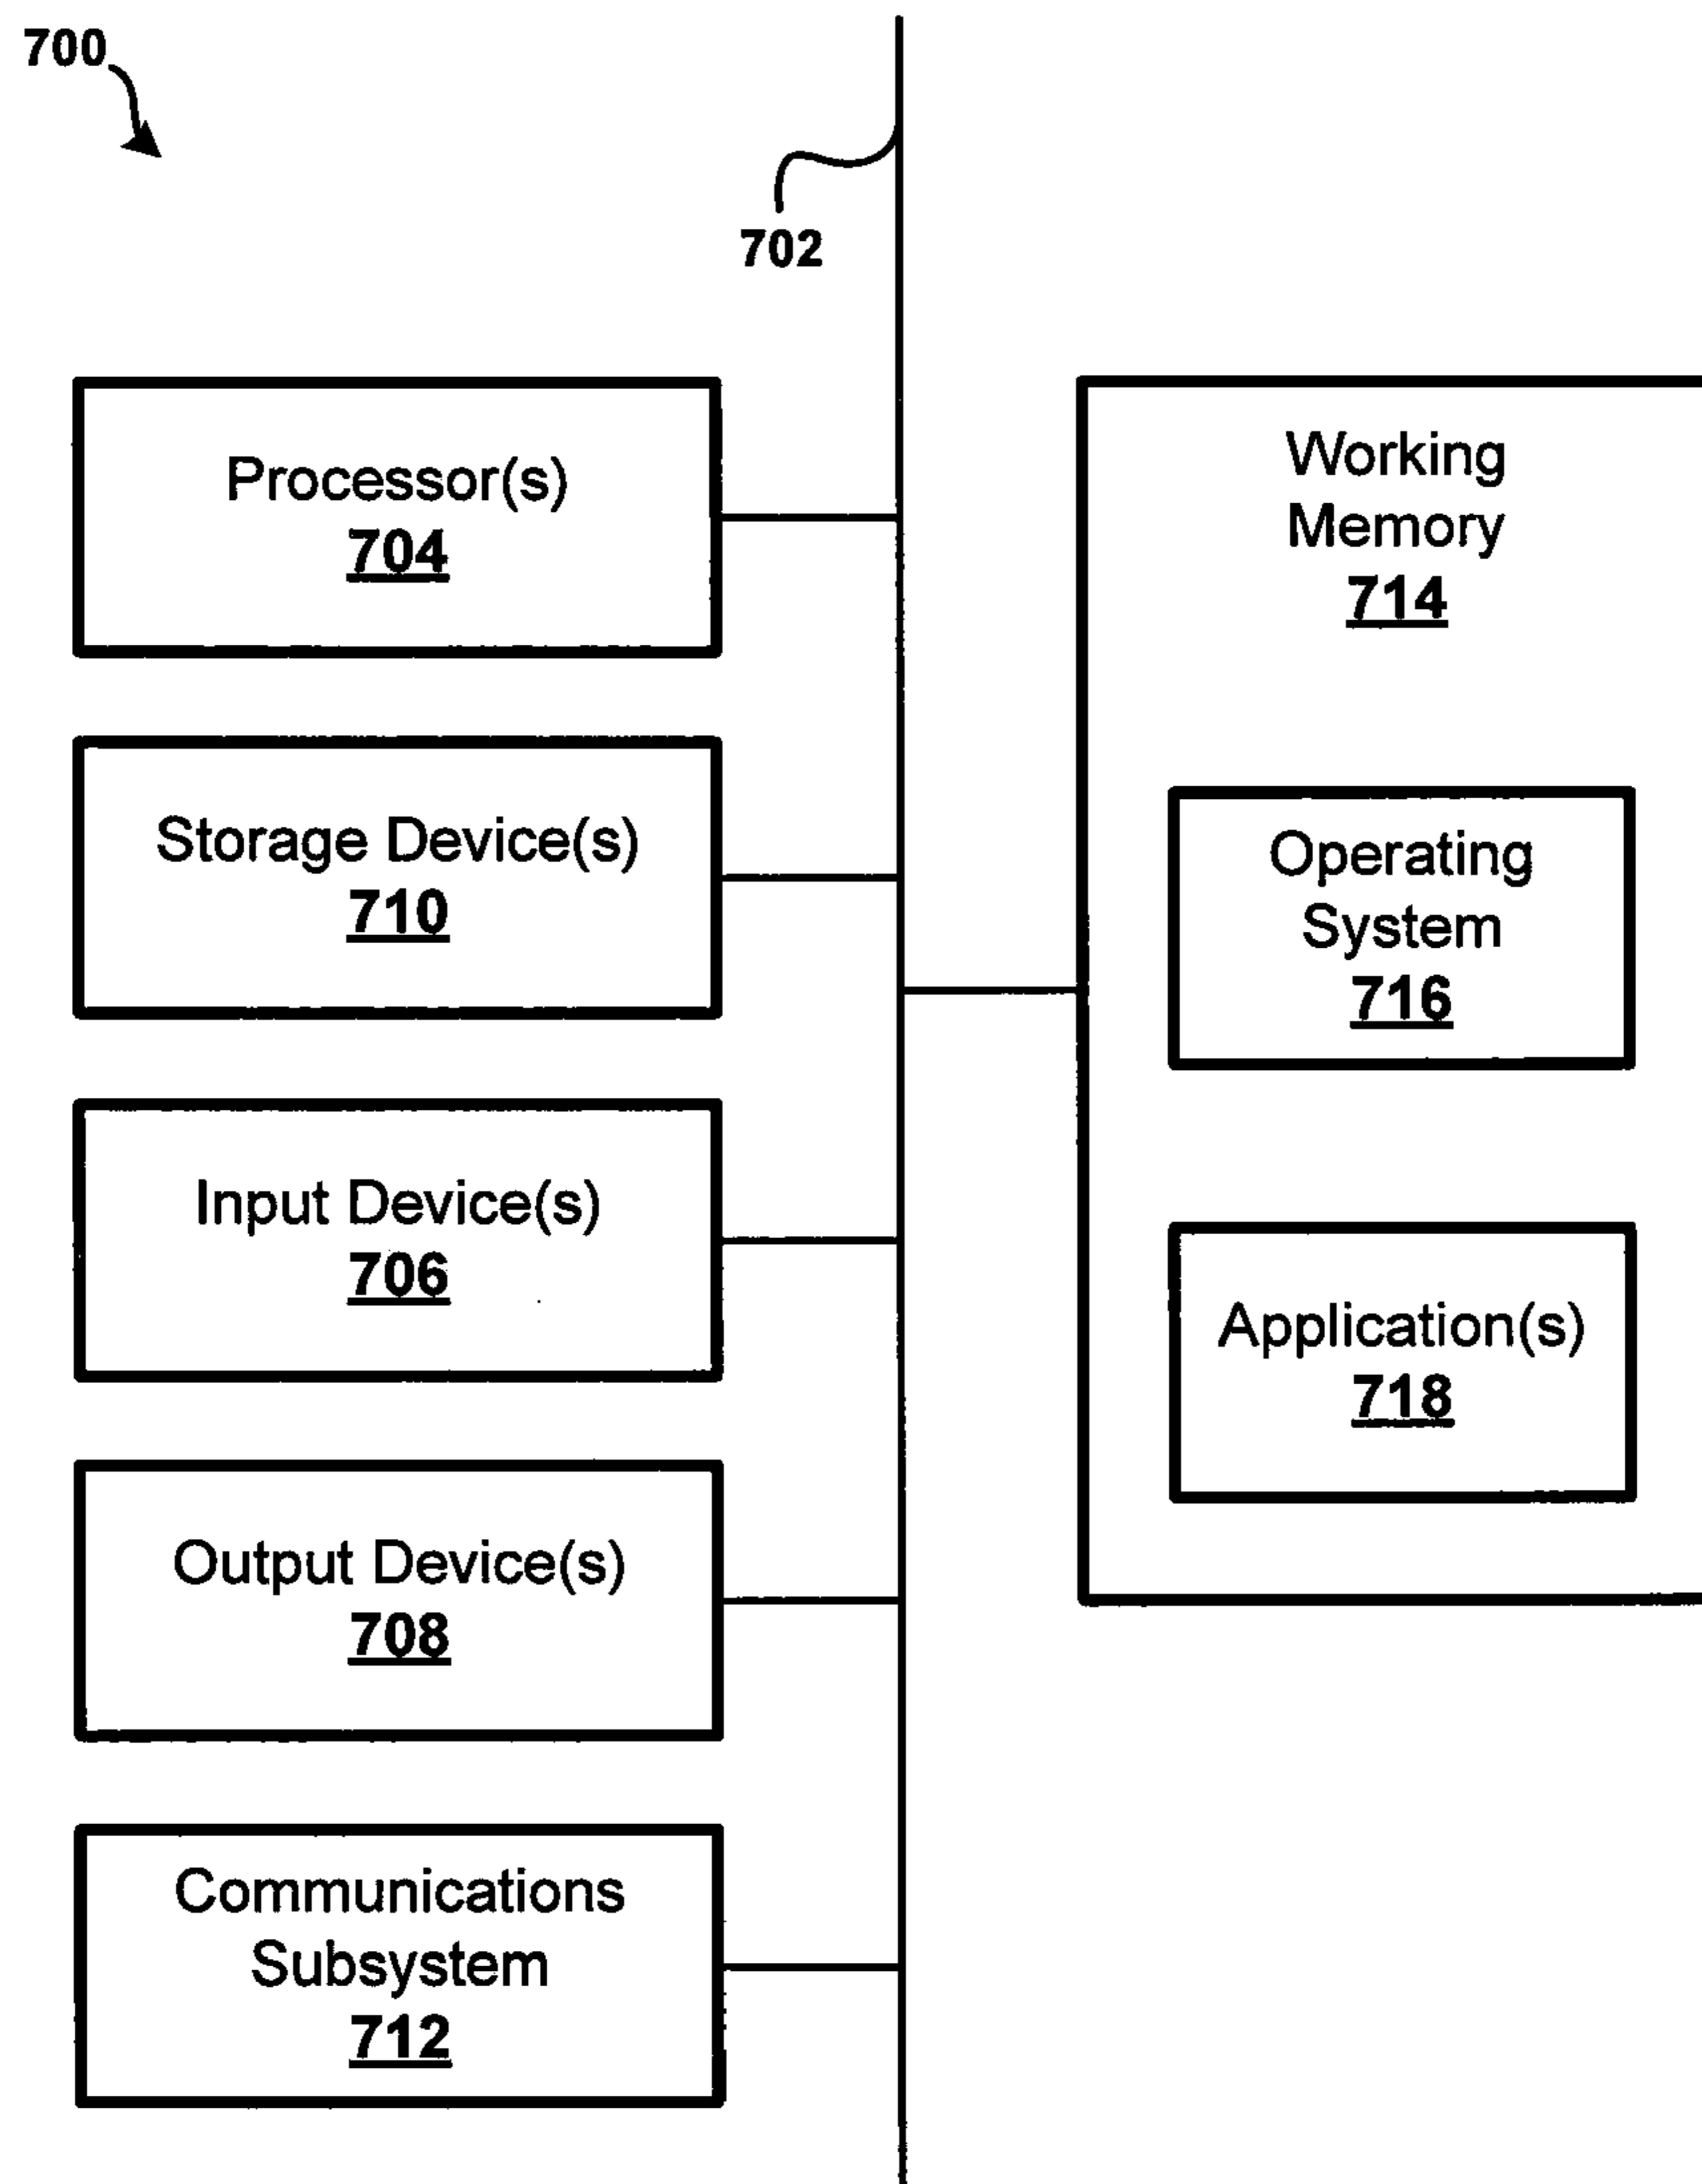 700
702
Processor(s)
704
Storage Device(s)
710
Input Device(s)
706
Output Device(s)
708
Communications
Subsystem
712
Working
Memory
714
Operating
System
716
Application(s)
718